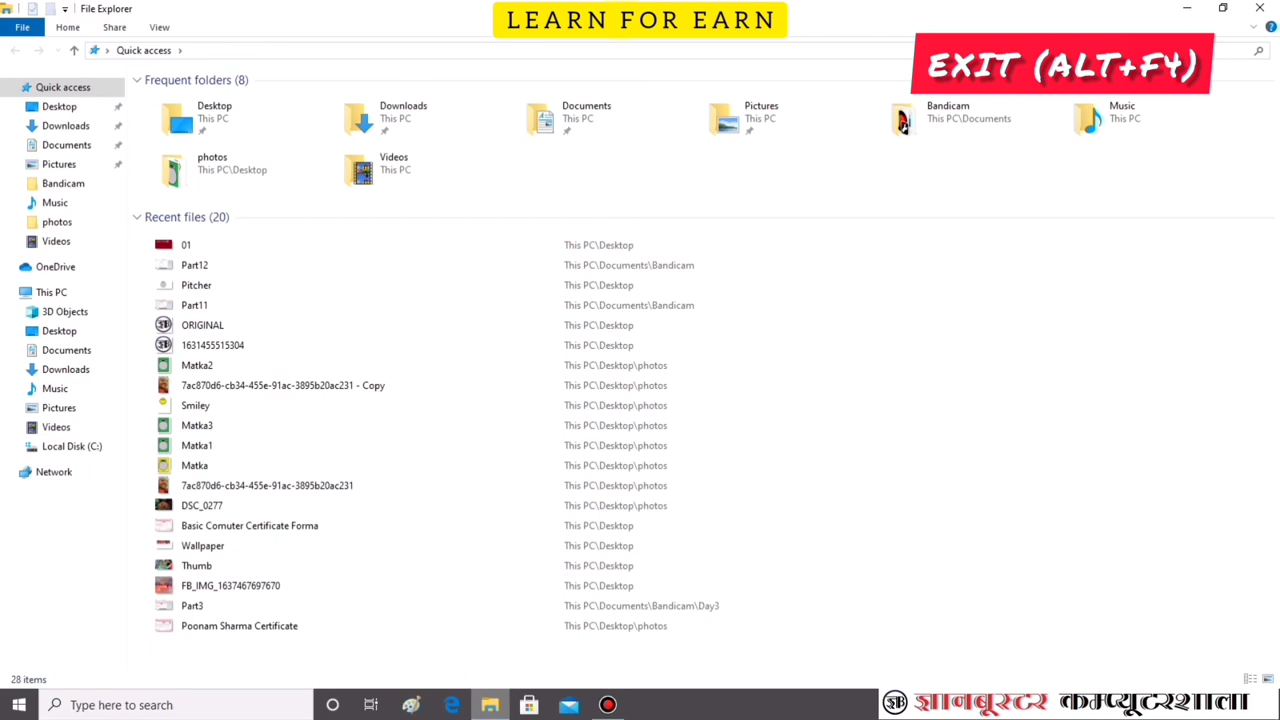 File Explorer
LEARN FOR EARN
File Home Share View
Quick access
EXIT (ALT+F4)
Quick access
Desktop
Downloads
Documents
Pictures
Bandicam
Music
photos
Videos
OneDrive
This PC
3D Objects
Desktop
Documents
Downloads
Music
Pictures
Videos
Local Disk (C:)
Network
Frequent folders (8)
Desktop
This PC
Downloads
This PC
Documents
This PC
Pictures
This PC
Bandicam
This PC\Documents
Music
This PC
photos
This PC\Desktop
Videos
This PC
Recent files (20)
01 This PC\Desktop
Part12 This PC\Documents\Bandicam
Pitcher This PC\Desktop
Part11 This PC\Documents\Bandicam
ORIGINAL This PC\Desktop
1631455515304 This PC\Desktop
Matka2 This PC\Desktop\photos
7ac870d6-cb34-455e-91ac-3895b20ac231 - Copy This PC\Desktop\photos
Smiley This PC\Desktop\photos
Matka3 This PC\Desktop\photos
Matka1 This PC\Desktop\photos
Matka This PC\Desktop\photos
7ac870d6-cb34-455e-91ac-3895b20ac231 This PC\Desktop\photos
DSC_0277 This PC\Desktop\photos
Basic Comuter Certificate Forma This PC\Desktop
Wallpaper This PC\Desktop
Thumb This PC\Desktop
FB_IMG_1637467697670 This PC\Desktop
Part3 This PC\Documents\Bandicam\Day3
Poonam Sharma Certificate This PC\Desktop\photos
28 items
Type here to search
ज्ञानबूस्टर कम्प्यूटरशाला